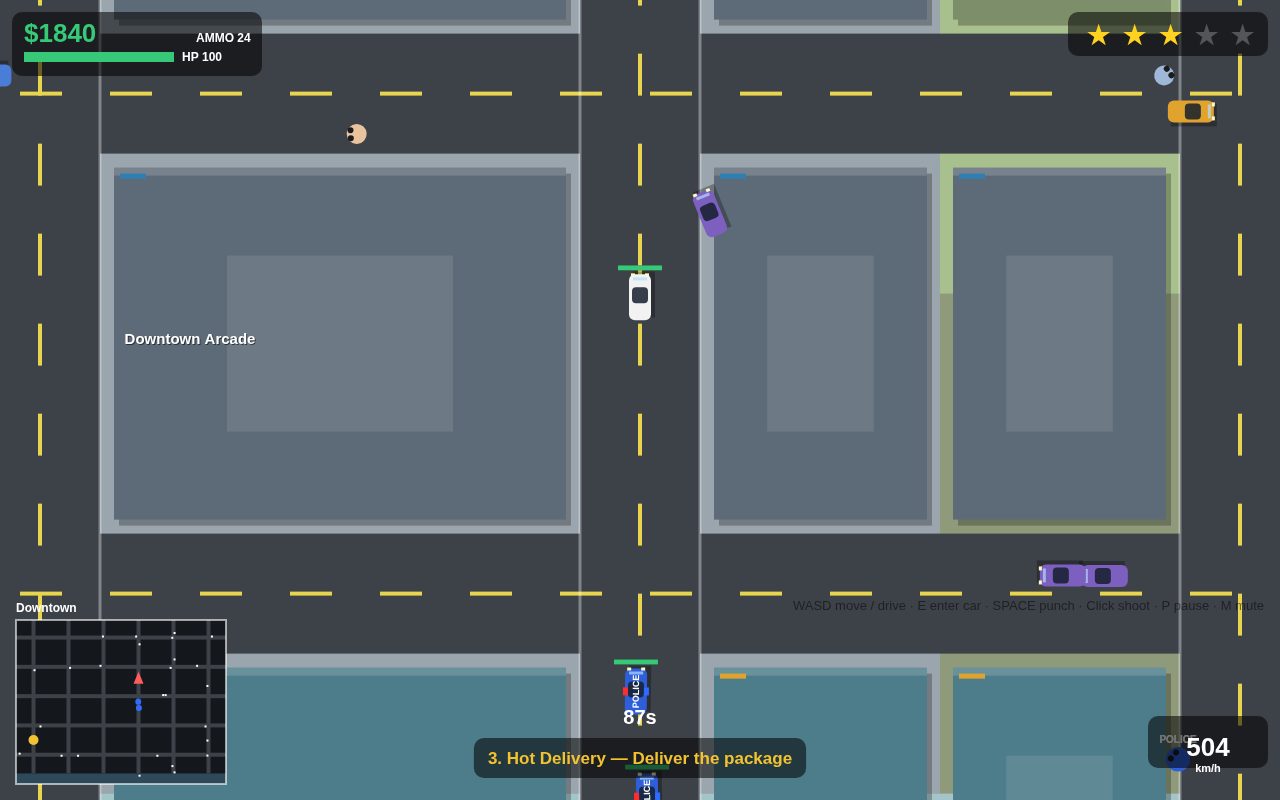 $1840
AMMO 24
HP 100
Downtown Arcade
Downtown
WASD move / drive · E enter car · SPACE punch · Click shoot · P pause · M mute
POLICE
87s
3. Hot Delivery — Deliver the package
POLICE
504
km/h